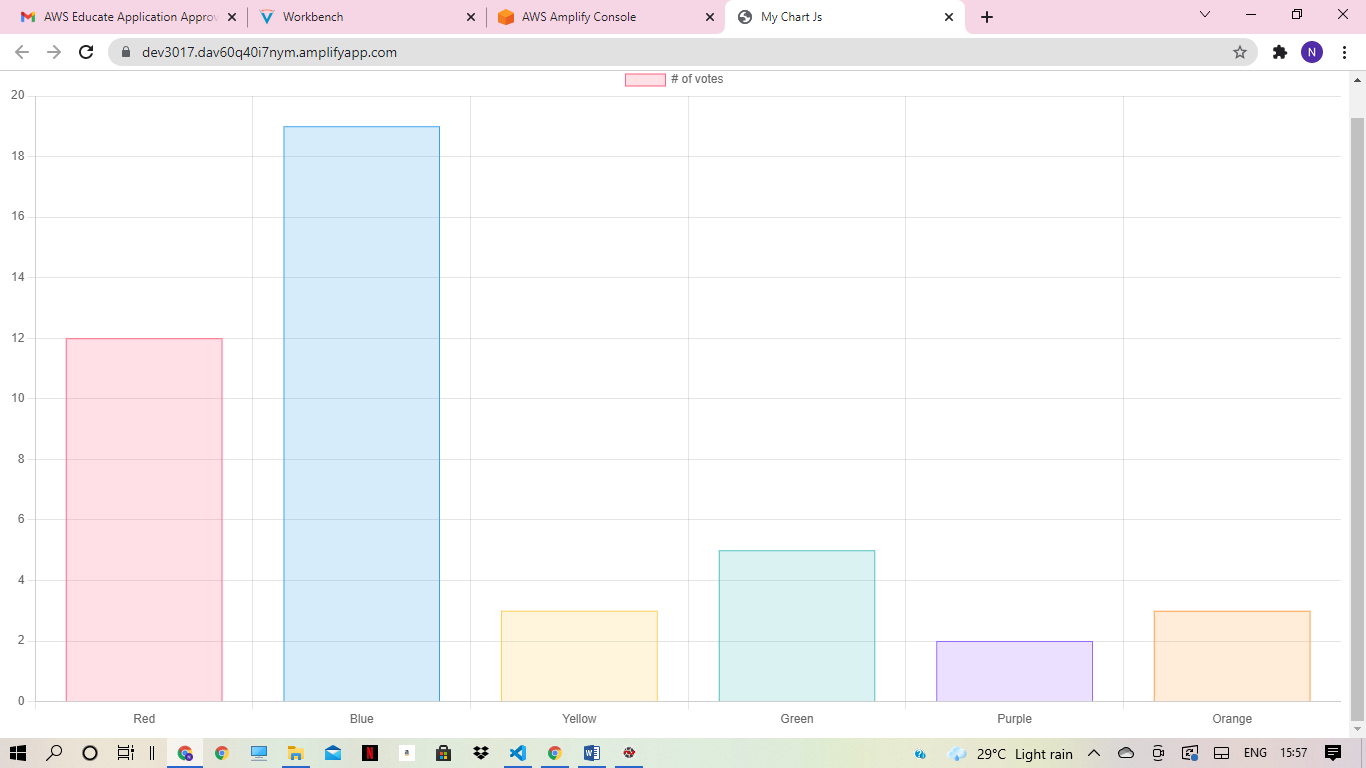 AWS Educate Application Approv
Workbench
AWS Amplify Console
My Chart Js
dev3017.dav60q40i7nym.amplifyapp.com
N
# of votes
20
18
16
14
12
10
8
6
4
2
0
Red Blue Yellow Green Purple Orange
N a W 29°C Light rain ENG 15:57